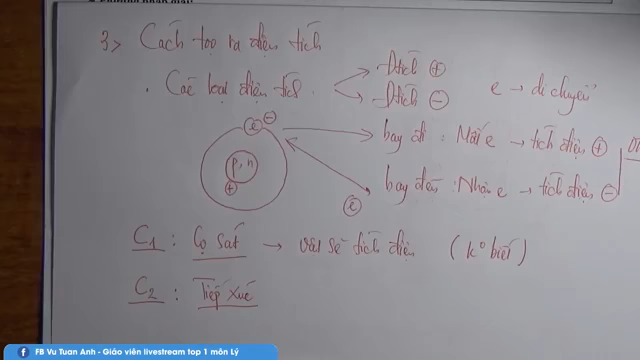 3> Cách tạo ra điện tích
. Các loại điện tích
Đtích +
Đtích -
e → di chuyển
e -
p, n
+
bay đi : Mất e → tích điện +
bay đến : Nhận e → tích điện -
e
C1 : Cọ sát → vật sẽ tích điện (k° biết)
C2 : Tiếp xúc
FB Vu Tuan Anh - Giáo viên livestream top 1 môn Lý